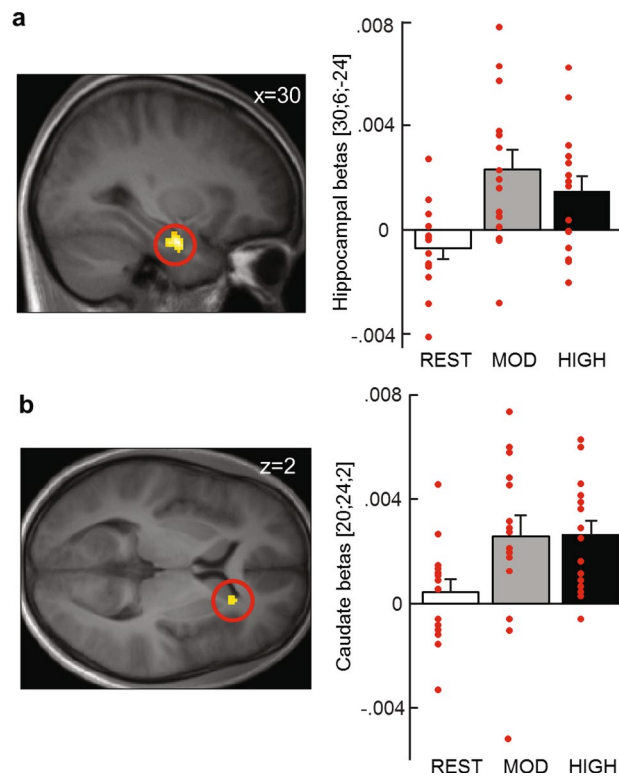 a
x=30
Hippocampal betas [30;6;-24]
.008
.004
0
-.004
REST MOD HIGH
b
z=2
Caudate betas [20;24;2]
.008
.004
0
-.004
REST MOD HIGH